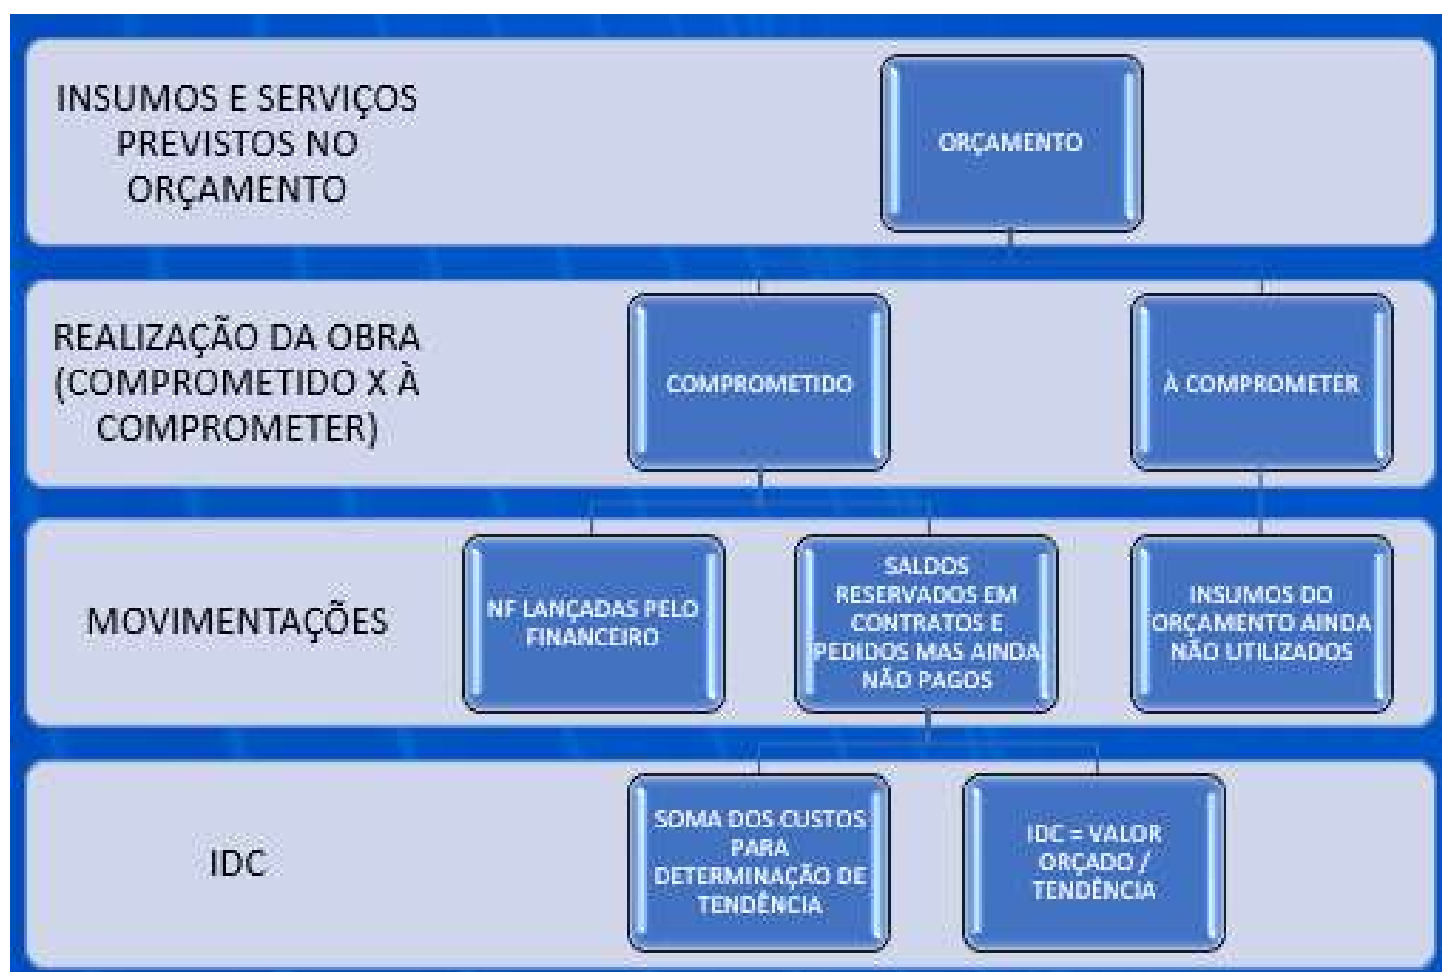 INSUMOS E SERVIÇOS
PREVISTOS NO
ORÇAMENTO
ORÇAMENTO
REALIZAÇÃO DA OBRA
(COMPROMETIDO X À
COMPROMETER)
COMPROMETIDO
À COMPROMETER
MOVIMENTAÇÕES
NF LANÇADAS PELO
FINANCEIRO
SALDOS
RESERVADOS EM
CONTRATOS E
PEDIDOS MAS AINDA
NÃO PAGOS
INSUMOS DO
ORÇAMENTO AINDA
NÃO UTILIZADOS
IDC
SOMA DOS CUSTOS
PARA
DETERMINAÇÃO DE
TENDÊNCIA
IDC = VALOR
ORÇADO /
TENDÊNCIA